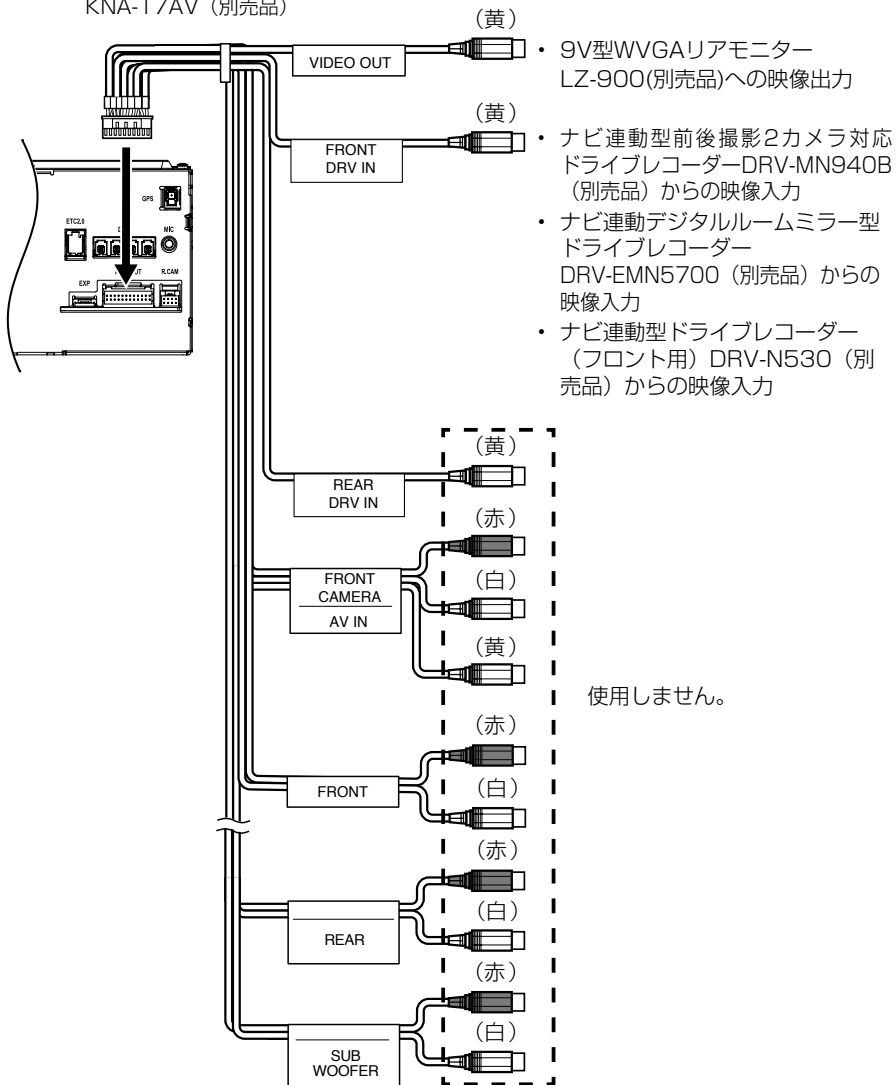 KNA-17AV（別売品）
（黄）
VIDEO OUT
・ 9V型WVGAリアモニター
LZ-900(別売品)への映像出力
（黄）
FRONT
DRV IN
・ ナビ連動型前後撮影2カメラ対応
ドライブレコーダーDRV-MN940B
（別売品）からの映像入力
・ ナビ連動デジタルルームミラー型
ドライブレコーダー
DRV-EMN5700（別売品）からの
映像入力
・ ナビ連動型ドライブレコーダー
（フロント用）DRV-N530（別
売品）からの映像入力
GPS
ETC2.0
MIC
R.CAM
EXP
（黄）
REAR
DRV IN
（赤）
FRONT
CAMERA
AV IN
（白）
（黄）
使用しません。
（赤）
FRONT
（白）
（赤）
REAR
（白）
（赤）
SUB
WOOFER
（白）